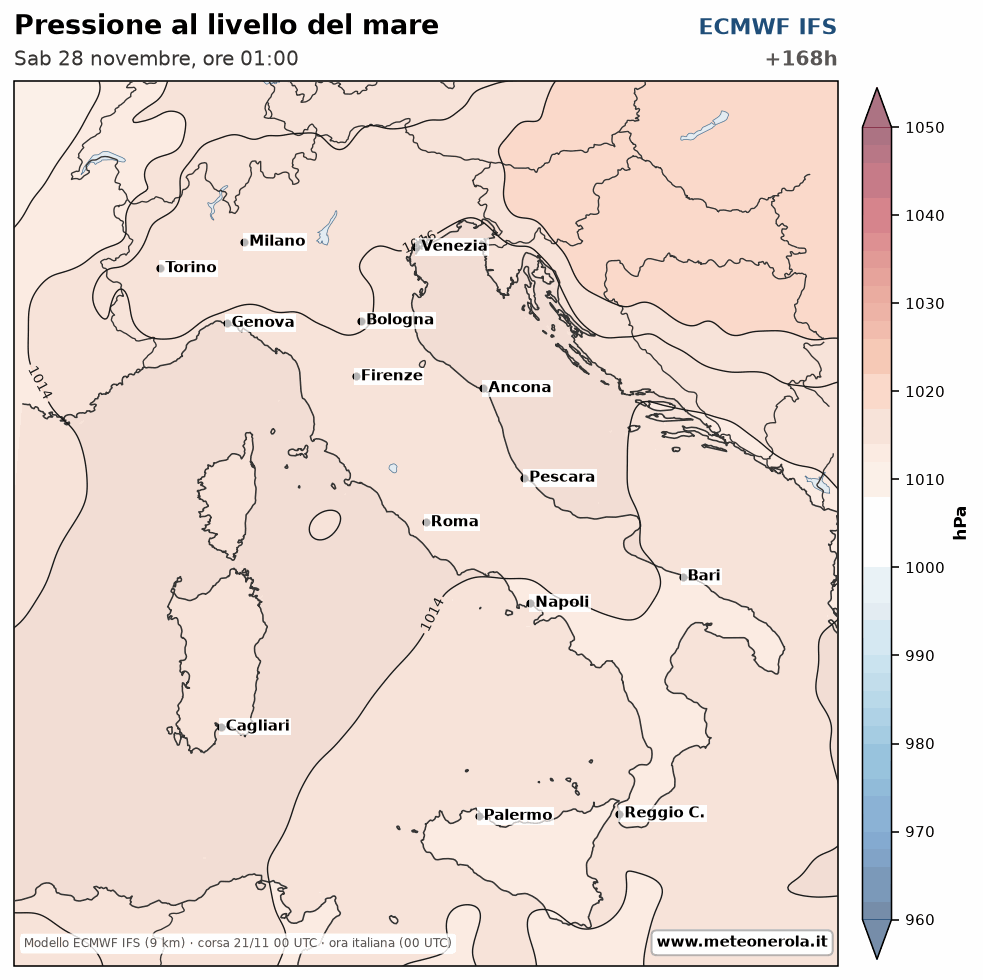 Pressione al livello del mare
ECMWF IFS
Sab 28 novembre, ore 01:00
+168h
Milano
Venezia
Torino
Genova
Bologna
Firenze
1014
Ancona
Pescara
Roma
Bari
Napoli
1014
Cagliari
Palermo
Reggio C.
Modello ECMWF IFS (9 km) · corsa 21/11 00 UTC · ora italiana (00 UTC)
www.meteonerola.it
1050
1040
1030
1020
1010
1000
990
980
970
960
hPa